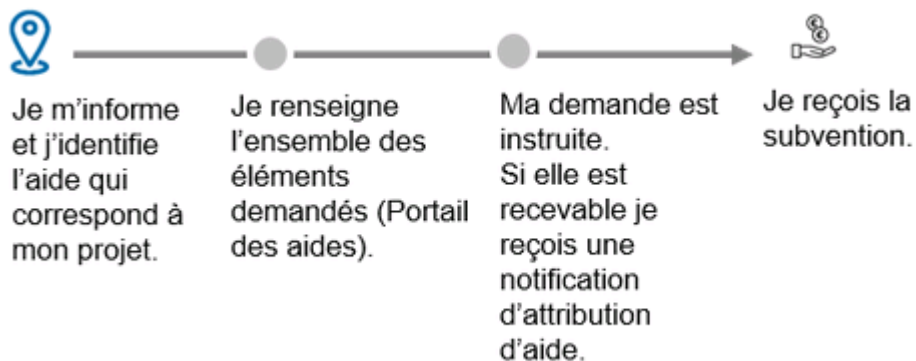 Je m’informe
et j’identifie
l’aide qui
correspond à
mon projet.
Je renseigne
l’ensemble des
éléments
demandés (Portail
des aides).
Ma demande est
instruite.
Si elle est
recevable je
reçois une
notification
d’attribution
d’aide.
Je reçois la
subvention.